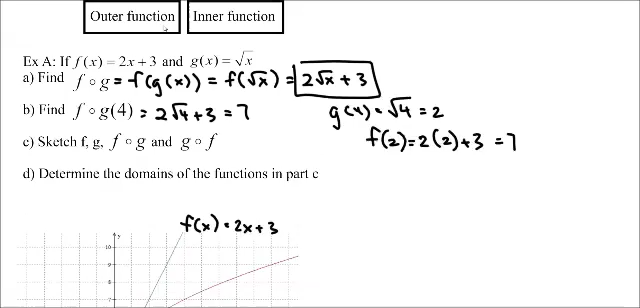 Outer function Inner function
Ex A: If f(x) = 2x + 3 and g(x) = √x
a) Find f ∘ g = f(g(x)) = f(√x) = 2√x + 3
b) Find f ∘ g(4) = 2√4 + 3 = 7
g(4) = √4 = 2
f(2) = 2(2) + 3 = 7
c) Sketch f, g, f ∘ g and g ∘ f
d) Determine the domains of the functions in part c
f(x) = 2x + 3
y
10
9
8
7